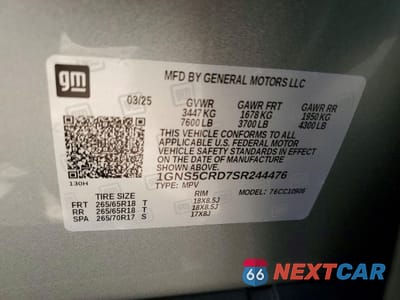 gm
MFD BY GENERAL MOTORS LLC
03/25 GVWR GAWR FRT GAWR RR
3447 KG 1678 KG 1950 KG
7600 LB 3700 LB 4300 LB
THIS VEHICLE CONFORMS TO ALL
APPLICABLE U.S. FEDERAL MOTOR
VEHICLE SAFETY STANDARDS IN EFFECT
ON THE DATE OF MANUFACTURE
SHOWN ABOVE.
1GNS5CRD7SR244476
130H TYPE: MPV MODEL:
TIRE SIZE RIM
FRT 265/65R18 T 18X8.5J
RR 265/65R18 T 18X8.5J
SPA 265/70R17 S 17X8J
66 NEXTCAR